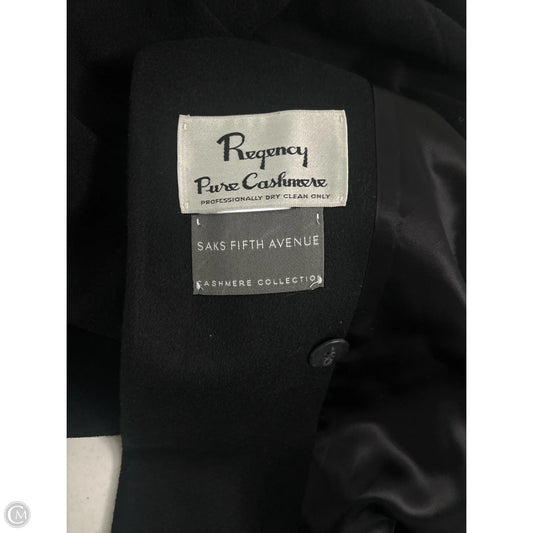 Regency
Pure Cashmere
PROFESSIONALLY DRY CLEAN ONLY
SAKS FIFTH AVENUE
CASHMERE COLLECTION